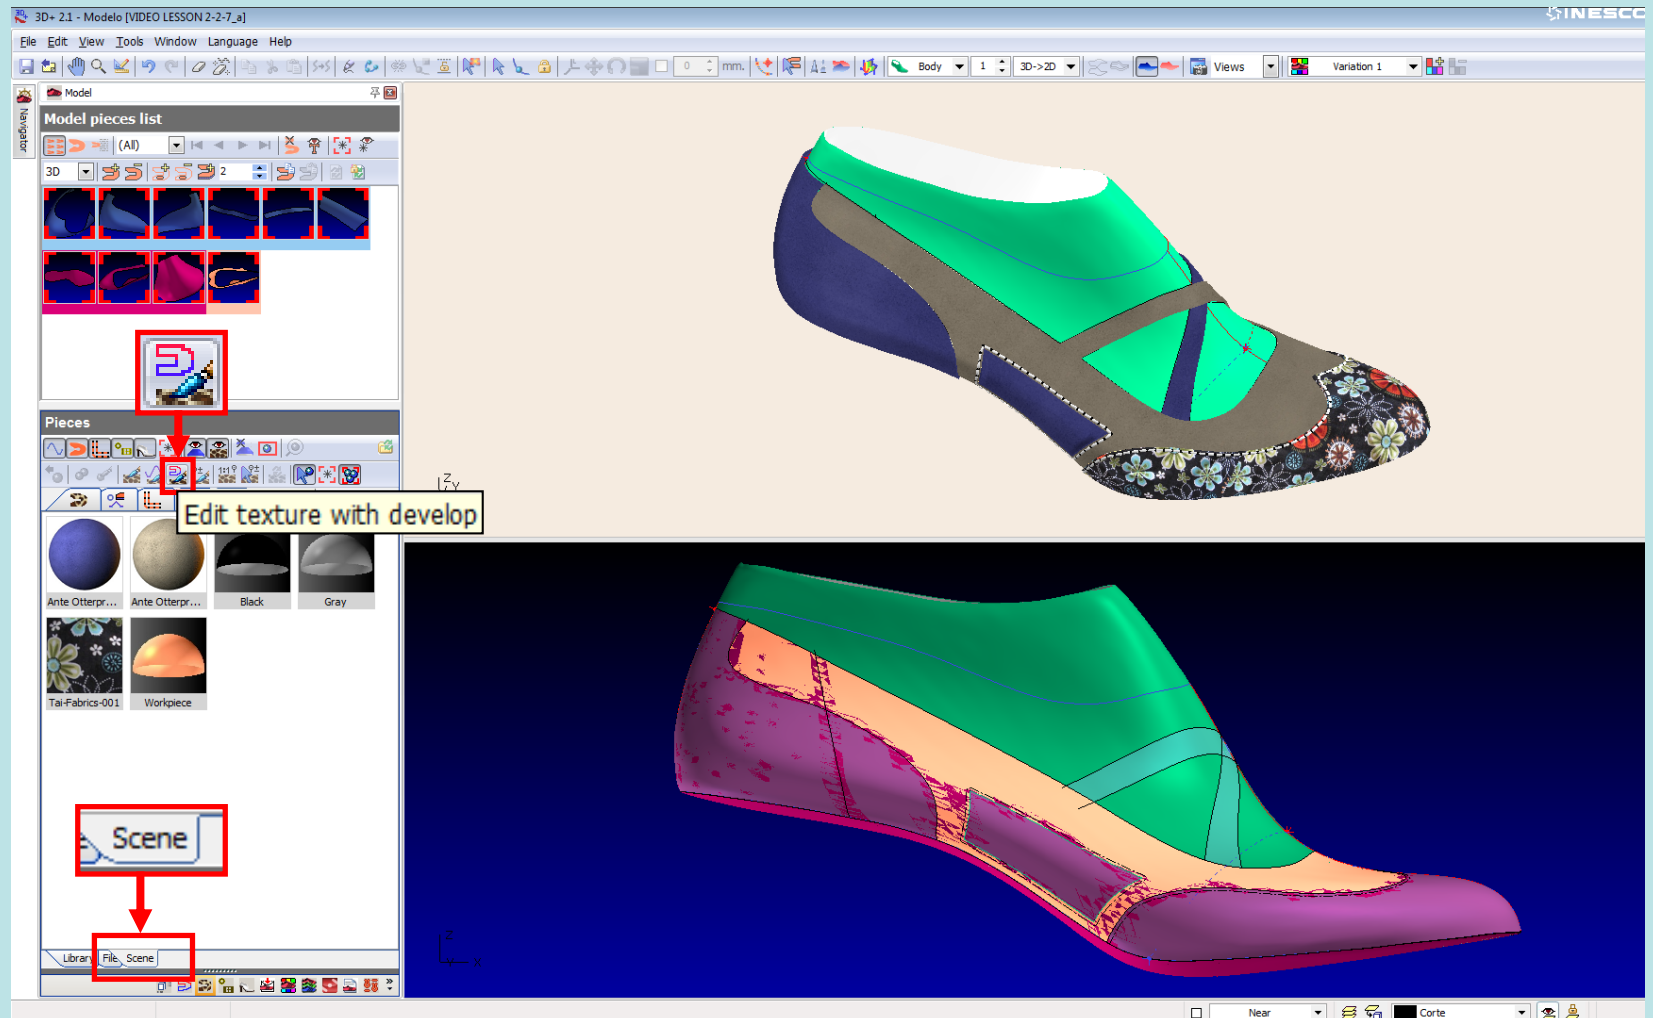 3D+ 2.1 - Modelo [VIDEO LESSON 2-2-7_a]
INESCO
File Edit View Tools Window Language Help
0 mm. Body 1 3D->2D Views Variation 1
Navigator
Model
Model pieces list
(All)
3D 2
Pieces
Edit texture with develop
Ante Otterpr... Ante Otterpr... Black Gray
Tai-Fabrics-001 Workpiece
Scene
Library File Scene
Z
Y
Near Corte